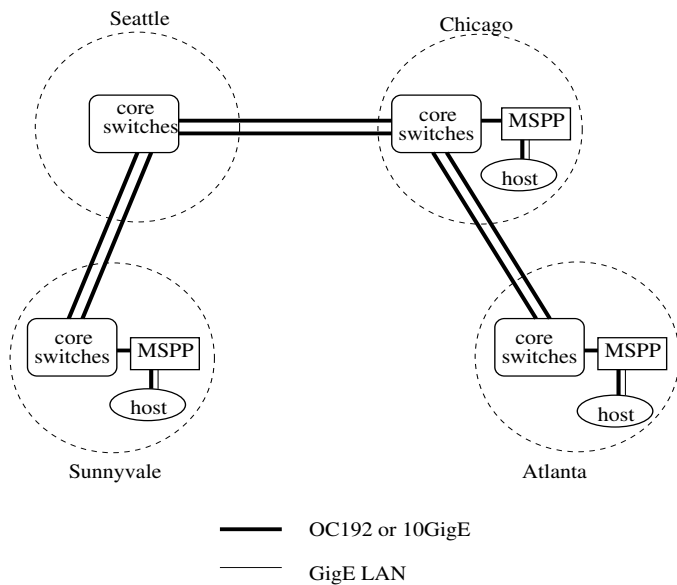 Seattle
Chicago
core
switches
core
switches
MSPP
host
core
switches
MSPP
host
core
switches
MSPP
host
Sunnyvale
Atlanta
OC192 or 10GigE
GigE LAN